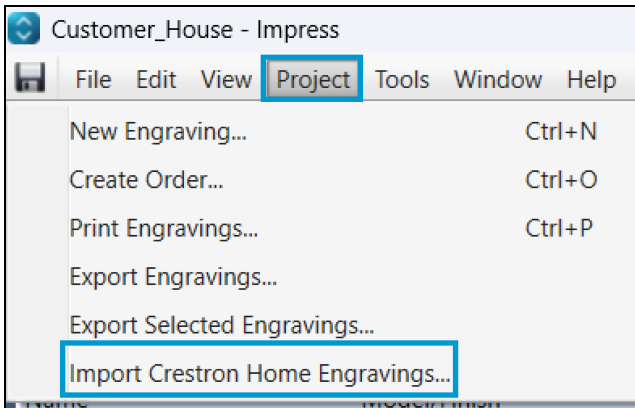 Customer_House - Impress
File Edit View Project Tools Window Help
New Engraving... Ctrl+N
Create Order... Ctrl+O
Print Engravings... Ctrl+P
Export Engravings...
Export Selected Engravings...
Import Crestron Home Engravings...